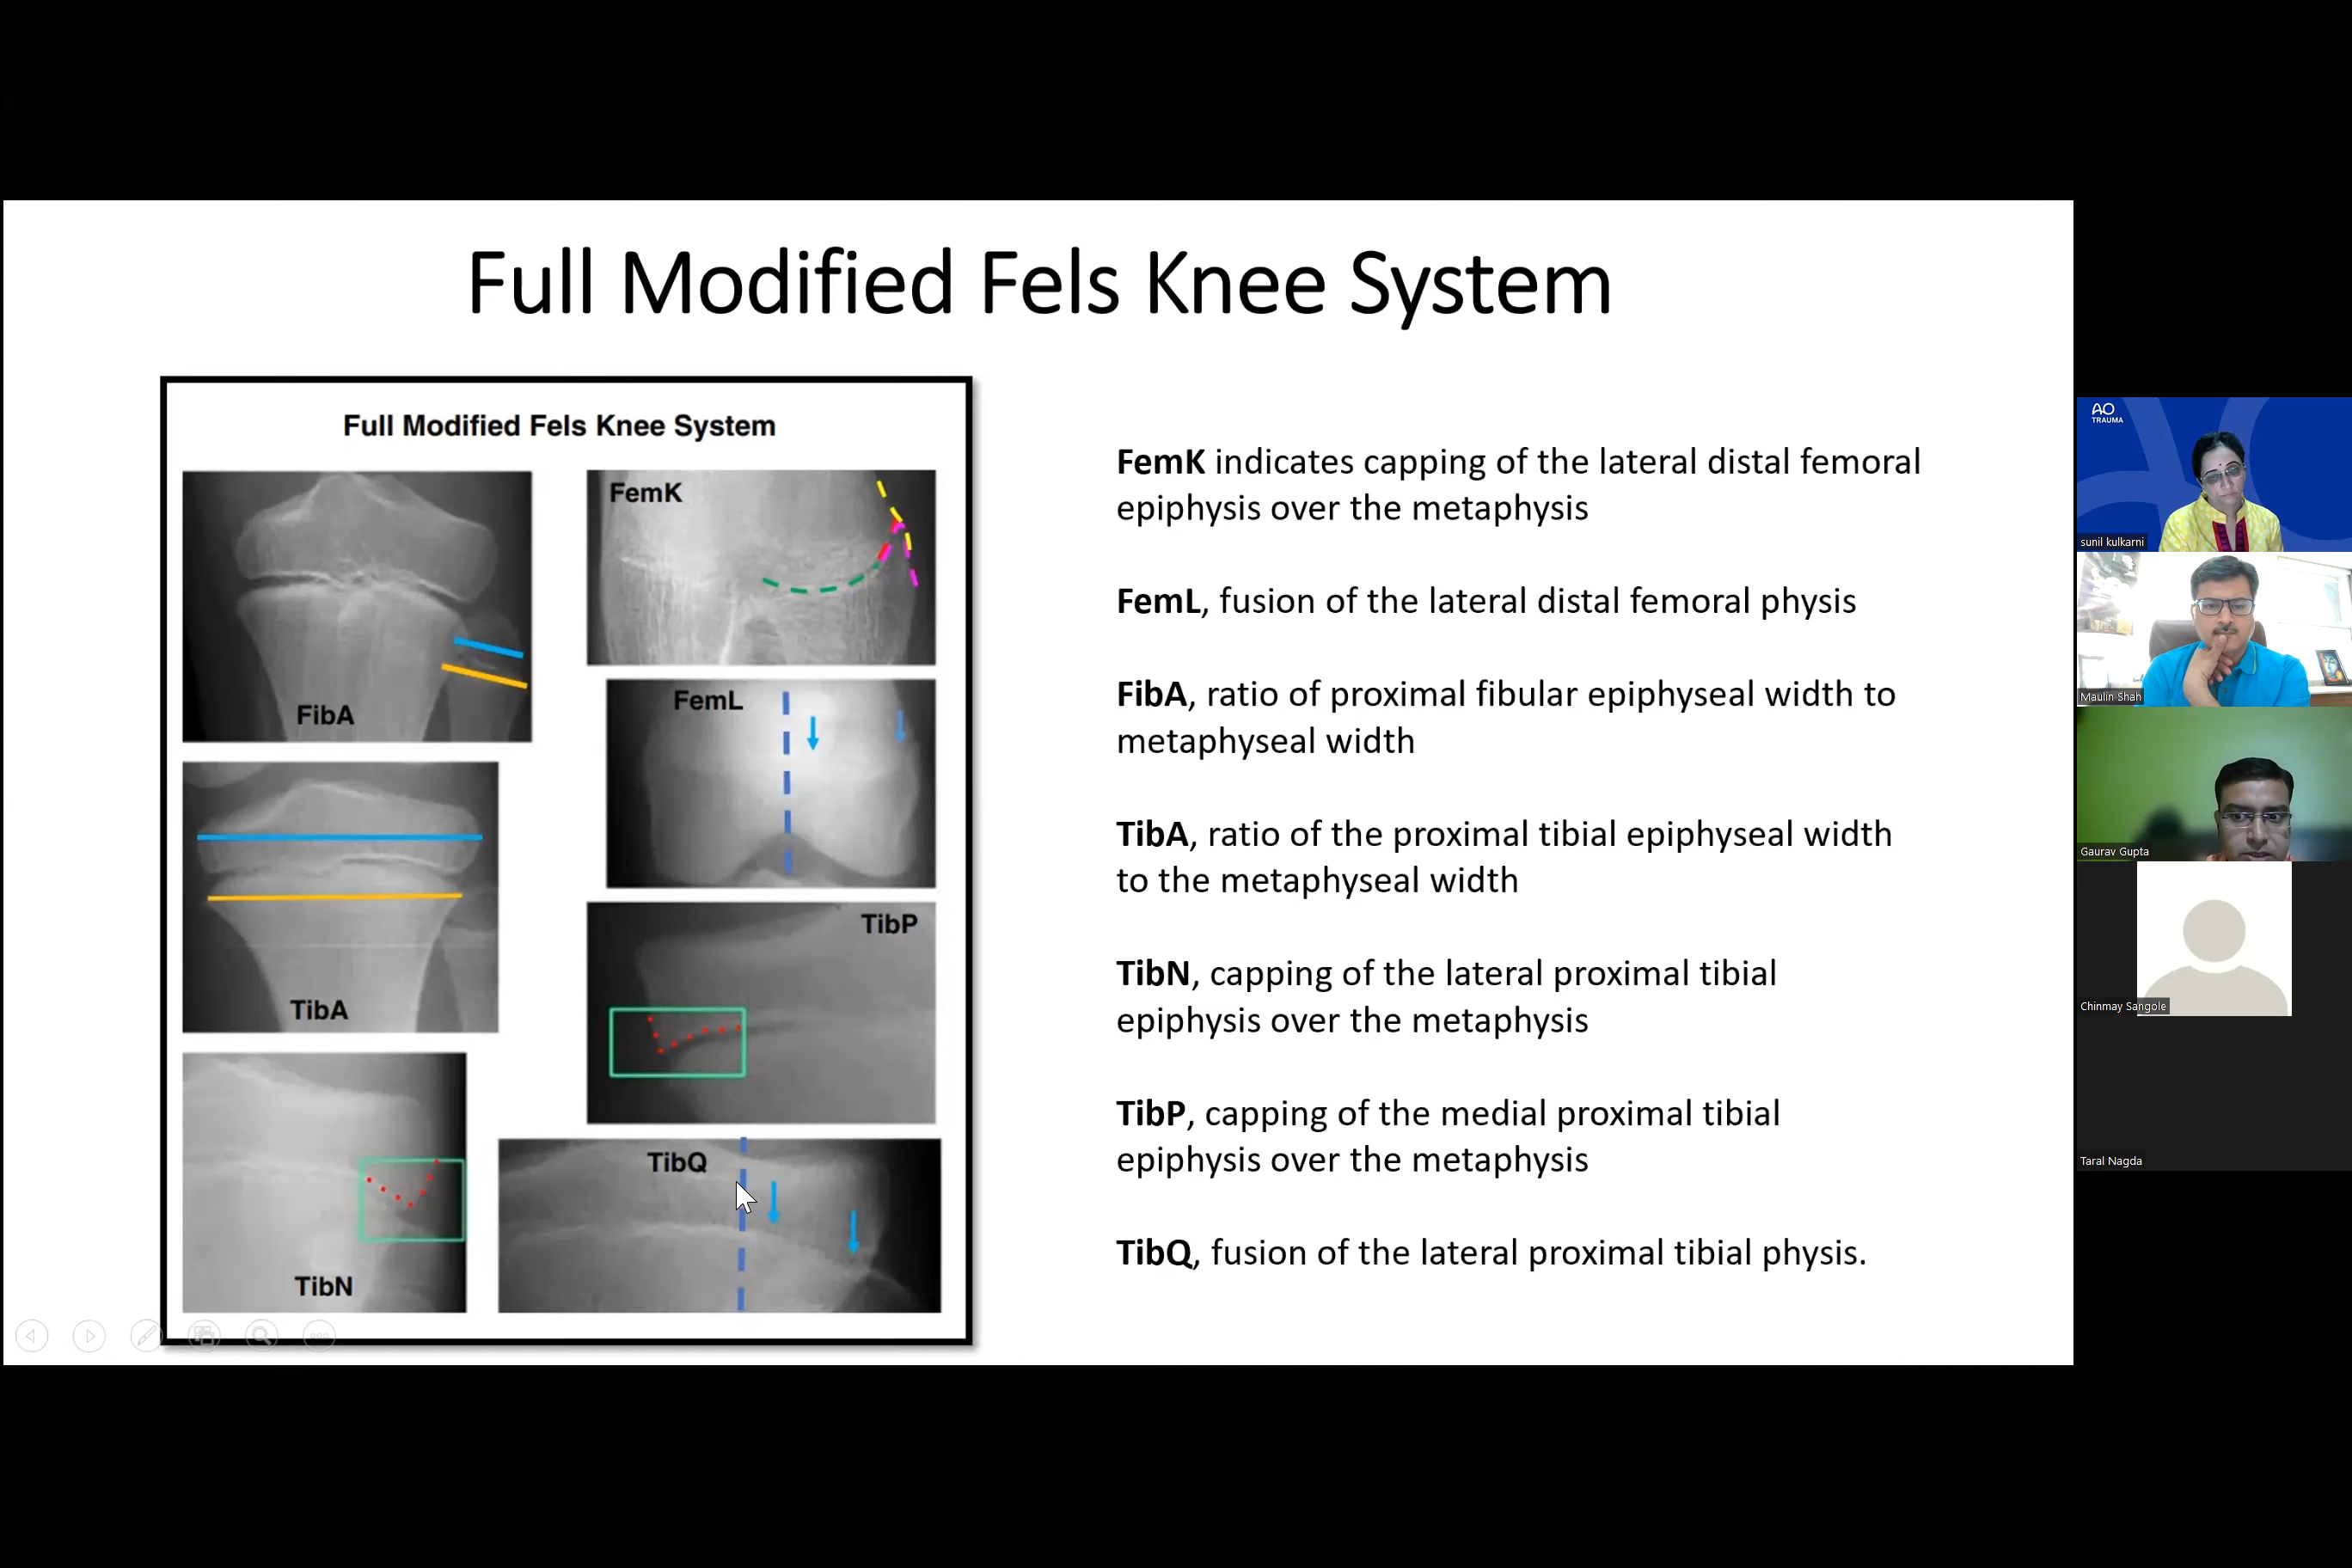 Full Modified Fels Knee System
Full Modified Fels Knee System
FibA
FemK
FemL
TibA
TibP
TibN
TibQ
FemK indicates capping of the lateral distal femoral
epiphysis over the metaphysis
FemL, fusion of the lateral distal femoral physis
FibA, ratio of proximal fibular epiphyseal width to
metaphyseal width
TibA, ratio of the proximal tibial epiphyseal width
to the metaphyseal width
TibN, capping of the lateral proximal tibial
epiphysis over the metaphysis
TibP, capping of the medial proximal tibial
epiphysis over the metaphysis
TibQ, fusion of the lateral proximal tibial physis.
AO
TRAUMA
sunil kulkarni
Maulin Shah
Gaurav Gupta
Chinmay Sangole
Taral Nagda